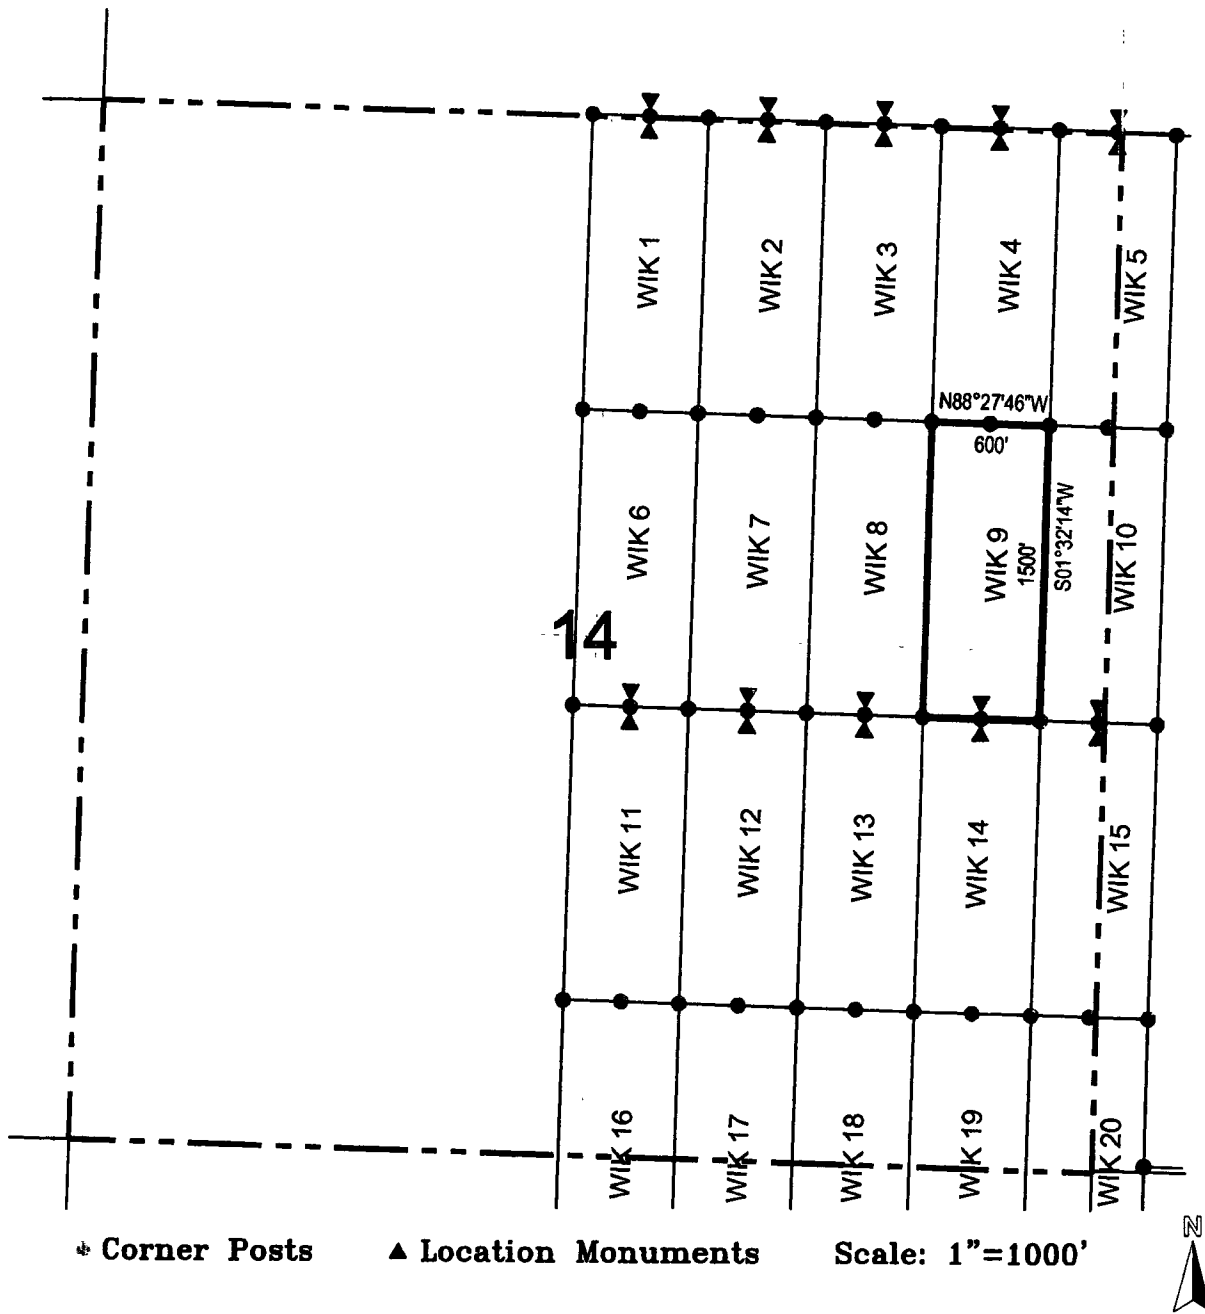 WIK 1
WIK 2
WIK 3
WIK 4
WIK 5
N88°27'46"W
600'
WIK 6
WIK 7
WIK 8
WIK 9
1500'
S01°32'14"W
WIK 10
14
WIK 11
WIK 12
WIK 13
WIK 14
WIK 15
WIK 16
WIK 17
WIK 18
WIK 19
WIK 20
Corner Posts
▲ Location Monuments
Scale: 1"=1000'
N